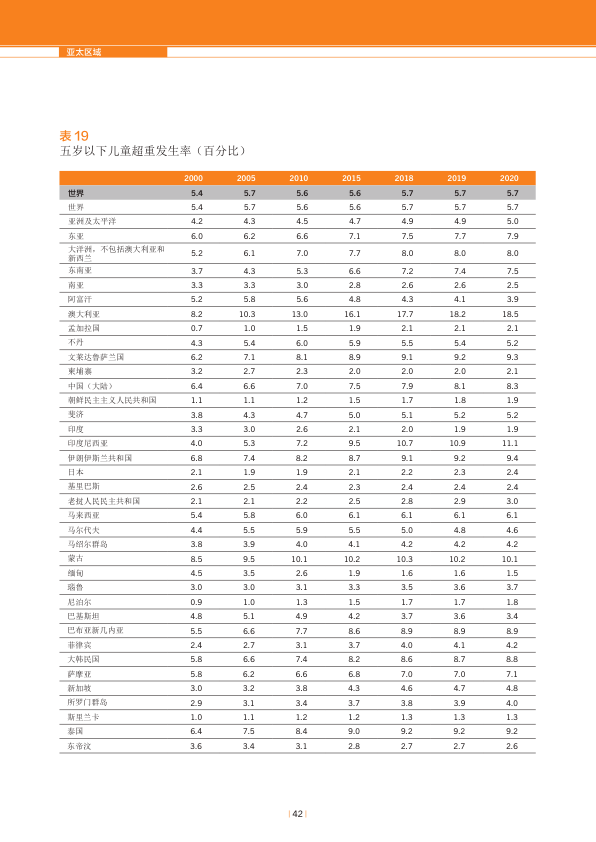 亚太区域
表 19
五岁以下儿童超重发生率（百分比）
2000 2005 2010 2015 2018 2019 2020
世界 5.4 5.7 5.6 5.6 5.7 5.7 5.7
世界 5.4 5.7 5.6 5.6 5.7 5.7 5.7
亚洲及太平洋 4.2 4.3 4.5 4.7 4.9 4.9 5.0
东亚 6.0 6.2 6.6 7.1 7.5 7.7 7.9
大洋洲，不包括澳大利亚和
新西兰 5.2 6.1 7.0 7.7 8.0 8.0 8.0
东南亚 3.7 4.3 5.3 6.6 7.2 7.4 7.5
南亚 3.3 3.3 3.0 2.8 2.6 2.6 2.5
阿富汗 5.2 5.8 5.6 4.8 4.3 4.1 3.9
澳大利亚 8.2 10.3 13.0 16.1 17.7 18.2 18.5
孟加拉国 0.7 1.0 1.5 1.9 2.1 2.1 2.1
不丹 4.3 5.4 6.0 5.9 5.5 5.4 5.2
文莱达鲁萨兰国 6.2 7.1 8.1 8.9 9.1 9.2 9.3
柬埔寨 3.2 2.7 2.3 2.0 2.0 2.0 2.1
中国（大陆） 6.4 6.6 7.0 7.5 7.9 8.1 8.3
朝鲜民主主义人民共和国 1.1 1.1 1.2 1.5 1.7 1.8 1.9
斐济 3.8 4.3 4.7 5.0 5.1 5.2 5.2
印度 3.3 3.0 2.6 2.1 2.0 1.9 1.9
印度尼西亚 4.0 5.3 7.2 9.5 10.7 10.9 11.1
伊朗伊斯兰共和国 6.8 7.4 8.2 8.7 9.1 9.2 9.4
日本 2.1 1.9 1.9 2.1 2.2 2.3 2.4
基里巴斯 2.6 2.5 2.4 2.3 2.4 2.4 2.4
老挝人民民主共和国 2.1 2.1 2.2 2.5 2.8 2.9 3.0
马来西亚 5.4 5.8 6.0 6.1 6.1 6.1 6.1
马尔代夫 4.4 5.5 5.9 5.5 5.0 4.8 4.6
马绍尔群岛 3.8 3.9 4.0 4.1 4.2 4.2 4.2
蒙古 8.5 9.5 10.1 10.2 10.3 10.2 10.1
缅甸 4.5 3.5 2.6 1.9 1.6 1.6 1.5
瑙鲁 3.0 3.0 3.1 3.3 3.5 3.6 3.7
尼泊尔 0.9 1.0 1.3 1.5 1.7 1.7 1.8
巴基斯坦 4.8 5.1 4.9 4.2 3.7 3.6 3.4
巴布亚新几内亚 5.5 6.6 7.7 8.6 8.9 8.9 8.9
菲律宾 2.4 2.7 3.1 3.7 4.0 4.1 4.2
大韩民国 5.8 6.6 7.4 8.2 8.6 8.7 8.8
萨摩亚 5.8 6.2 6.6 6.8 7.0 7.0 7.1
新加坡 3.0 3.2 3.8 4.3 4.6 4.7 4.8
所罗门群岛 2.9 3.1 3.4 3.7 3.8 3.9 4.0
斯里兰卡 1.0 1.1 1.2 1.2 1.3 1.3 1.3
泰国 6.4 7.5 8.4 9.0 9.2 9.2 9.2
东帝汶 3.6 3.4 3.1 2.8 2.7 2.7 2.6
| 42 |